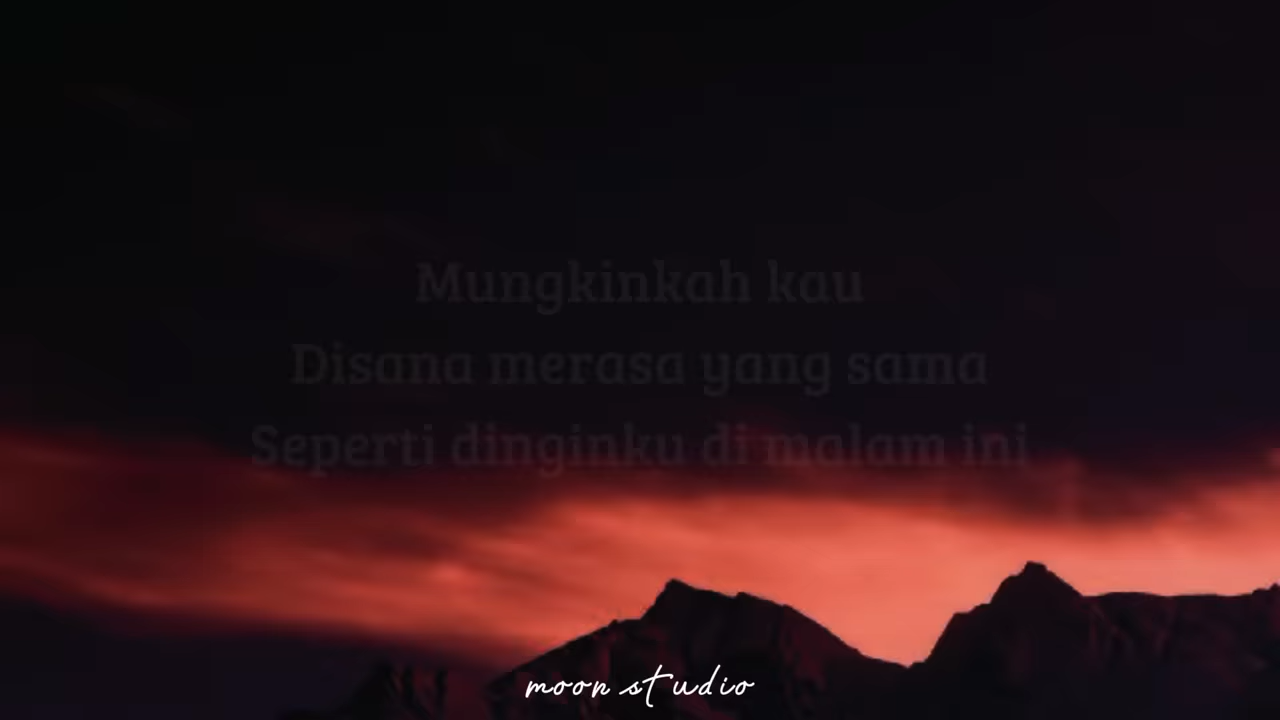 Mungkinkah kau
Disana merasa yang sama
Seperti dinginku di malam ini
moon studio